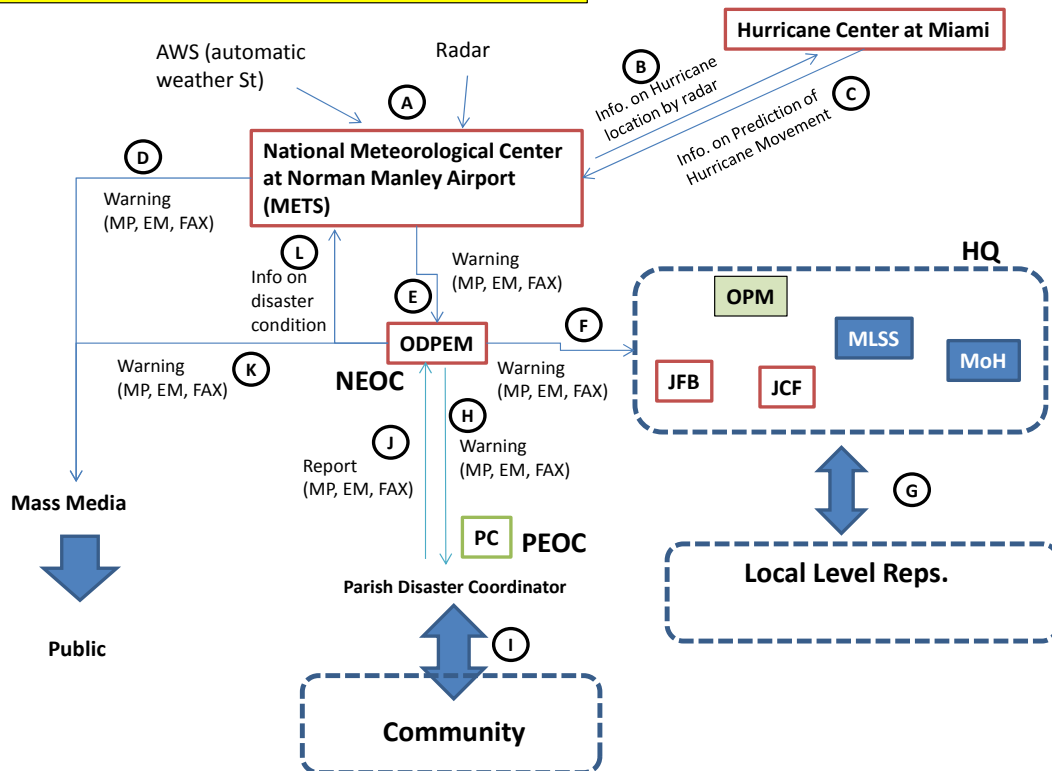 Hurricane Center at Miami
AWS (automatic
weather St)
Radar
A
B
Info. on Hurricane
location by radar
C
Info. on Prediction of
Hurricane Movement
National Meteorological Center
at Norman Manley Airport
(METS)
D
Warning
(MP, EM, FAX)
L
Info on
disaster
condition
Warning
(MP, EM, FAX)
E
HQ
OPM
MLSS
MoH
JFB
JCF
F
ODPEM
NEOC
Warning
(MP, EM, FAX)
Warning
(MP, EM, FAX)
K
J
Report
(MP, EM, FAX)
H
Warning
(MP, EM, FAX)
G
Mass Media
PC
PEOC
Parish Disaster Coordinator
Local Level Reps.
Public
I
Community